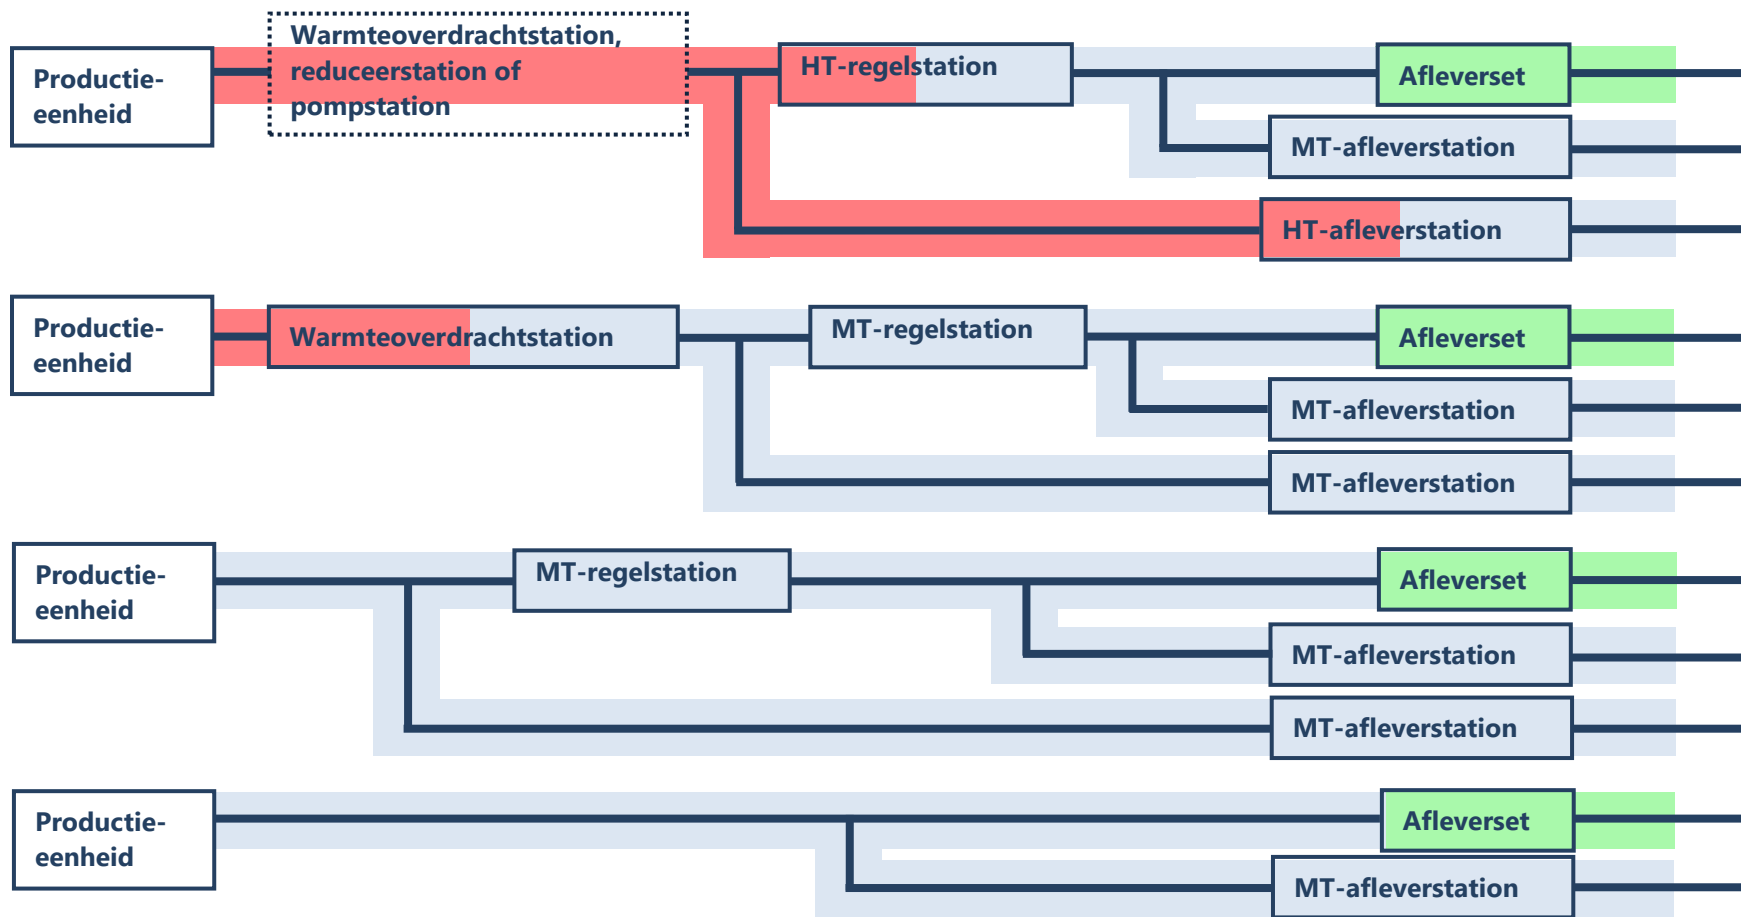 Productie-
eenheid
Warmteoverdrachtstation,
reduceerstation of
pompstation
HT-regelstation
Afleverset
MT-afleverstation
HT-afleverstation
Productie-
eenheid
Warmteoverdrachtstation
MT-regelstation
Afleverset
MT-afleverstation
MT-afleverstation
Productie-
eenheid
MT-regelstation
Afleverset
MT-afleverstation
MT-afleverstation
Productie-
eenheid
Afleverset
MT-afleverstation